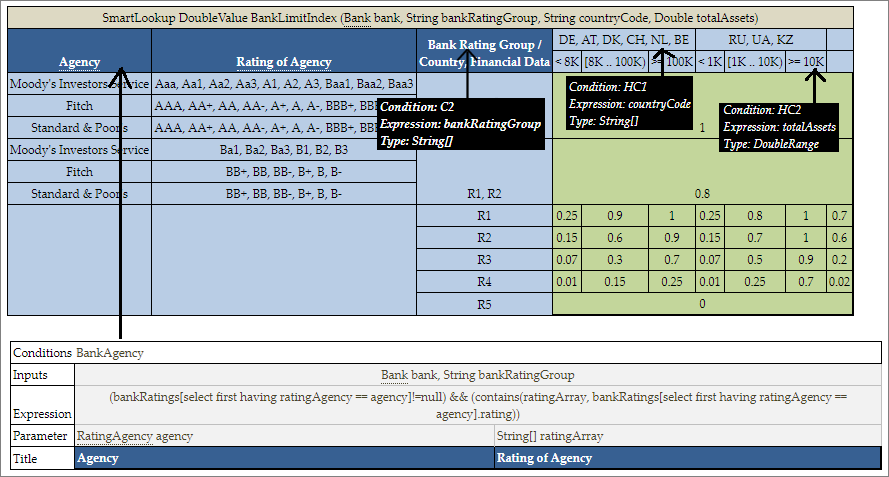 SmartLookup DoubleValue BankLimitIndex (Bank bank, String bankRatingGroup, String countryCode, Double totalAssets)
Agency Rating of Agency Bank Rating Group / Country, Financial Data DE, AT, DK, CH, NL, BE RU, UA, KZ
< 8K [8K .. 100K) >= 100K < 1K [1K .. 10K) >= 10K
Moody's Investors Service Aaa, Aa1, Aa2, Aa3, A1, A2, A3, Baa1, Baa2, Baa3
Fitch AAA, AA+, AA, AA-, A+, A, A-, BBB+,
Standard & Poors AAA, AA+, AA, AA-, A+, A, A-, BBB+, 1
Condition: C2
Expression: bankRatingGroup
Type: String[]
Condition: HC1
Expression: countryCode
Type: String[]
Condition: HC2
Expression: totalAssets
Type: DoubleRange
Moody's Investors Service Ba1, Ba2, Ba3, B1, B2, B3
Fitch BB+, BB, BB-, B+, B, B-
Standard & Poors BB+, BB, BB-, B+, B, B- R1, R2 0.8
R1 0.25 0.9 1 0.25 0.8 1 0.7
R2 0.15 0.6 0.9 0.15 0.7 1 0.6
R3 0.07 0.3 0.7 0.07 0.5 0.9 0.2
R4 0.01 0.15 0.25 0.01 0.25 0.7 0.02
R5 0
Conditions BankAgency
Inputs Bank bank, String bankRatingGroup
Expression (bankRatings[select first having ratingAgency == agency]!=null) && (contains(ratingArray, bankRatings[select first having ratingAgency ==
agency].rating))
Parameter RatingAgency agency String[] ratingArray
Title Agency Rating of Agency